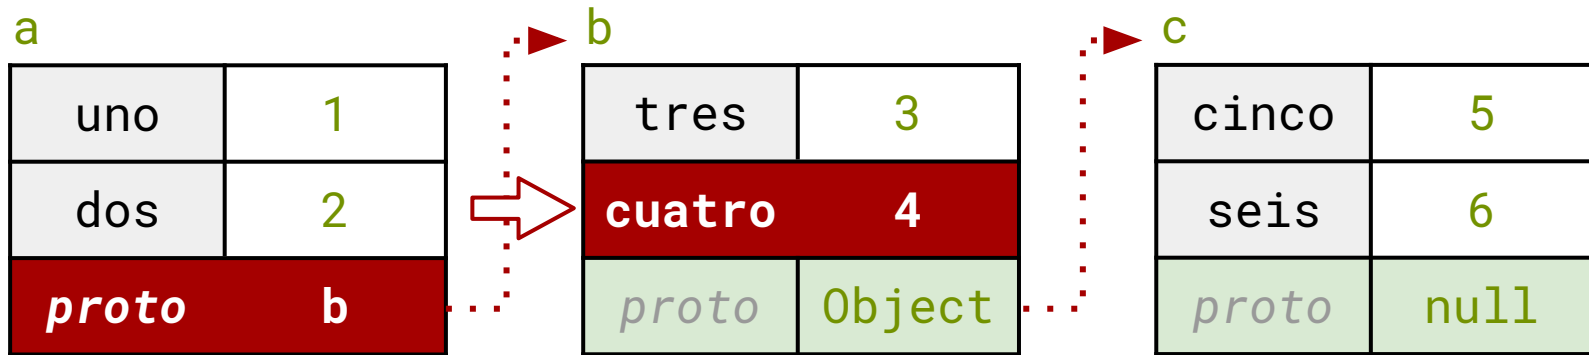 a b c
uno 1 tres 3 cinco 5
dos 2 cuatro 4 seis 6
proto b proto Object proto null